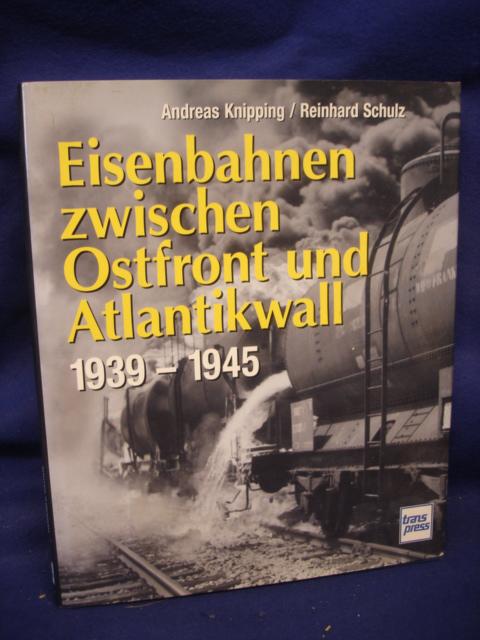 Andreas Knipping / Reinhard Schulz
Eisenbahnen
zwischen
Ostfront und
Atlantikwall
1939 – 1945
trans
press